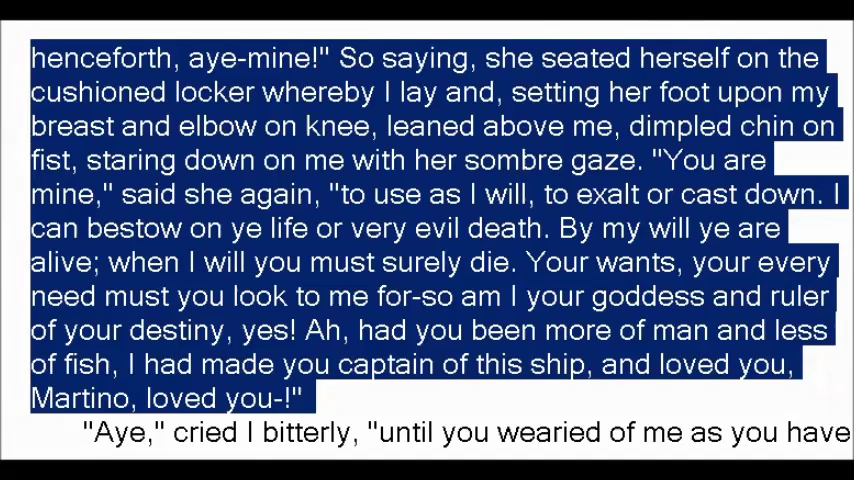 henceforth, aye-mine!" So saying, she seated herself on the
cushioned locker whereby I lay and, setting her foot upon my
breast and elbow on knee, leaned above me, dimpled chin on
fist, staring down on me with her sombre gaze. "You are
mine," said she again, "to use as I will, to exalt or cast down. I
can bestow on ye life or very evil death. By my will ye are
alive; when I will you must surely die. Your wants, your every
need must you look to me for-so am I your goddess and ruler
of your destiny, yes! Ah, had you been more of man and less
of fish, I had made you captain of this ship, and loved you,
Martino, loved you-!"
"Aye," cried I bitterly, "until you wearied of me as you have